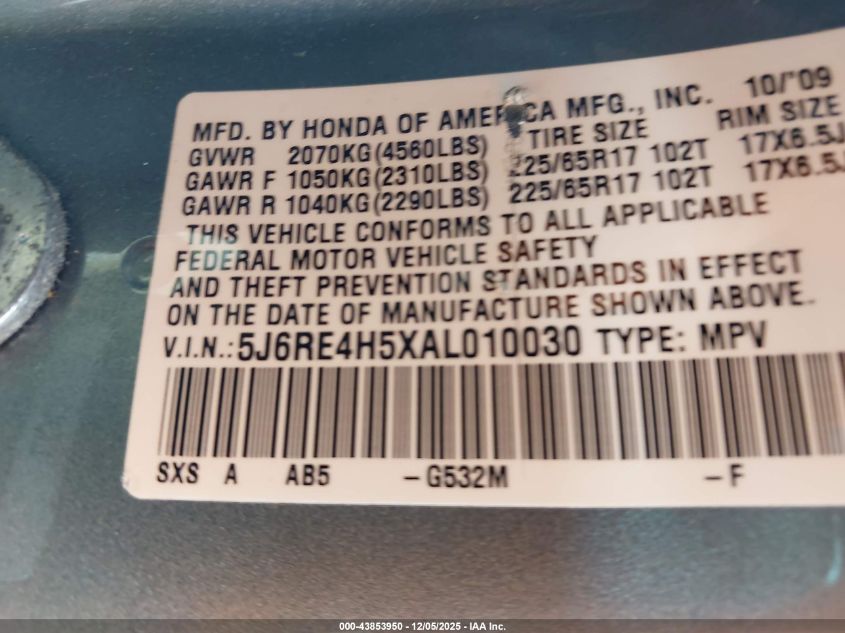 MFD. BY HONDA OF AMERICA MFG., INC. 10/'09
GVWR 2070KG(4560LBS) TIRE SIZE RIM SIZE
GAWR F 1050KG(2310LBS) 225/65R17 102T 17X6.5J
GAWR R 1040KG(2290LBS) 225/65R17 102T 17X6.5J
THIS VEHICLE CONFORMS TO ALL APPLICABLE
FEDERAL MOTOR VEHICLE SAFETY
AND THEFT PREVENTION STANDARDS IN EFFECT
ON THE DATE OF MANUFACTURE SHOWN ABOVE.
V.I.N.: 5J6RE4H5XAL010030 TYPE: MPV
SXS A AB5 -G532M -F
000-43853950 - 12/05/2025 - IAA Inc.